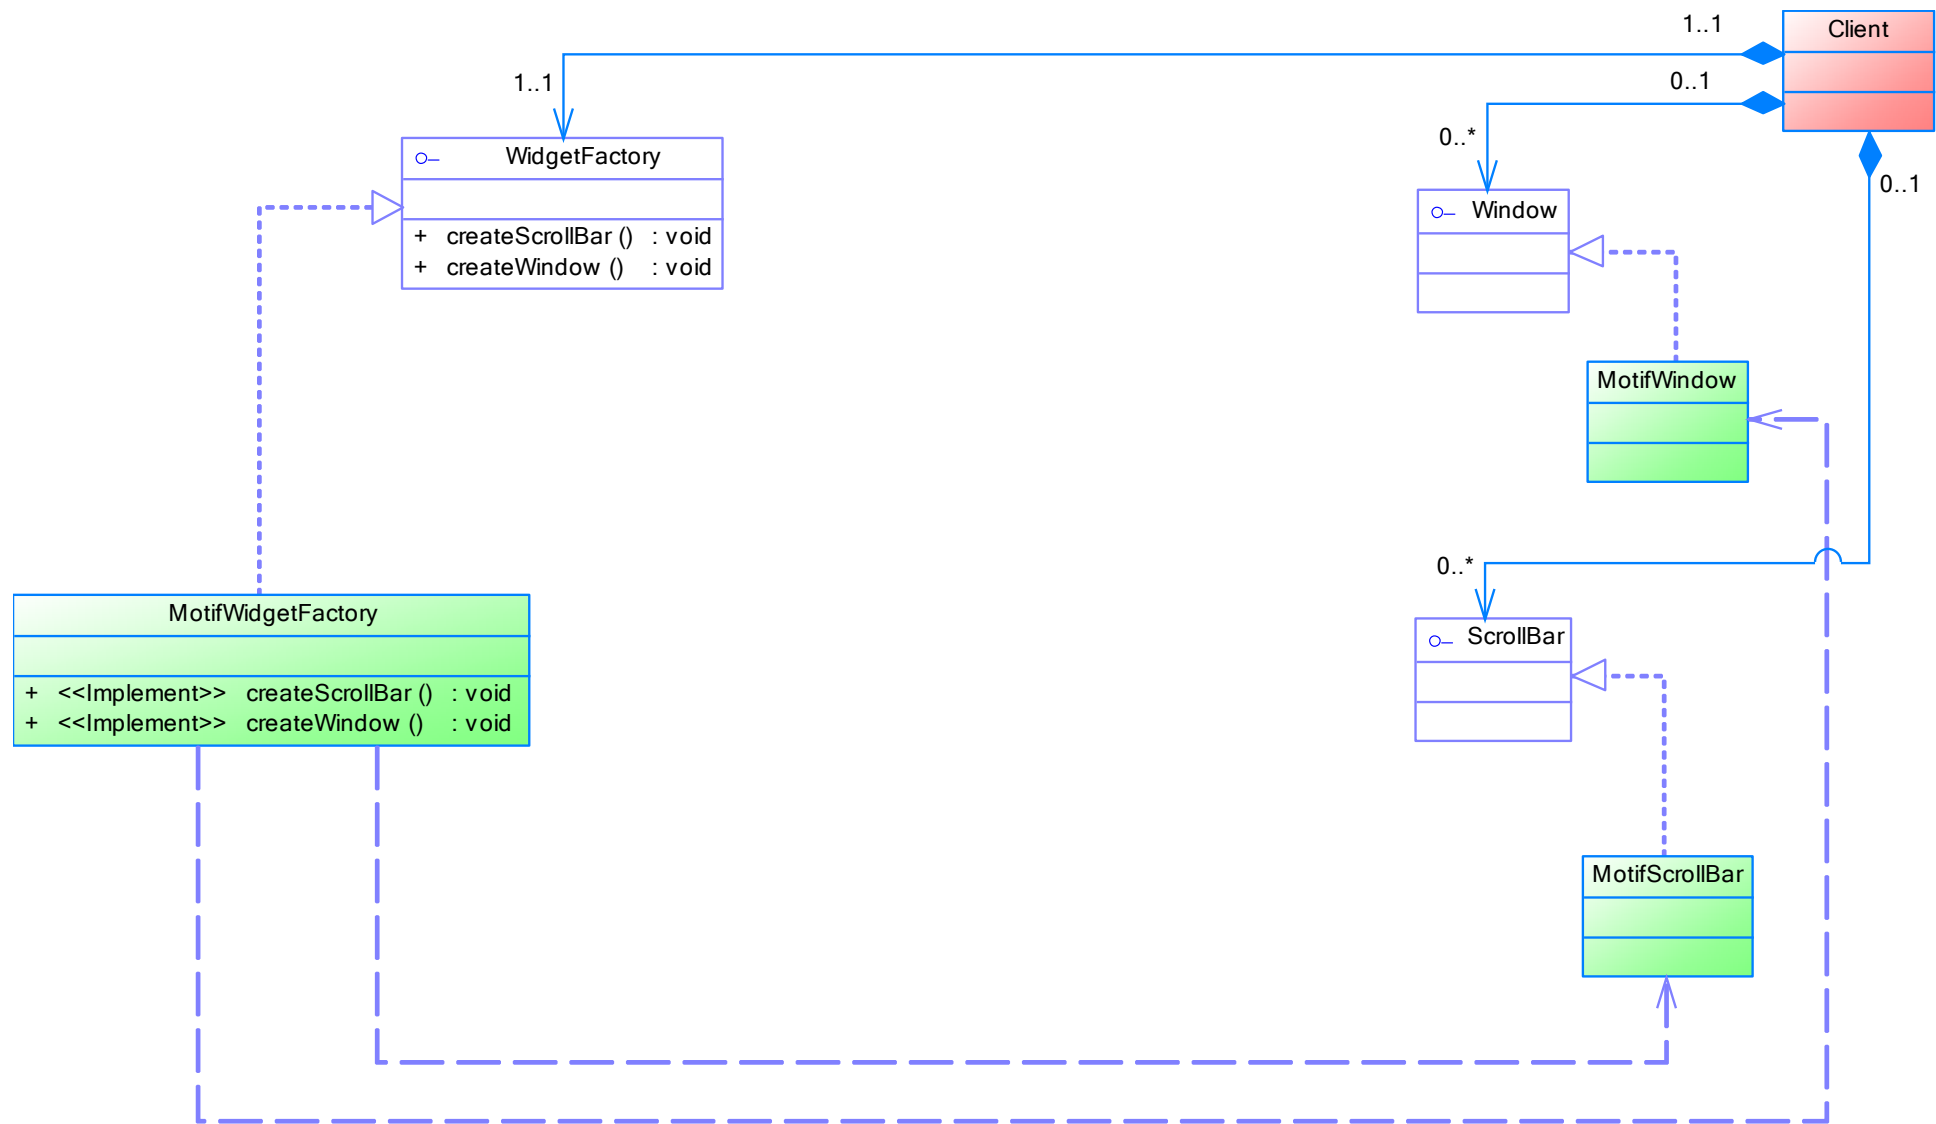 1..1
Client
1..1
0..1
0..*
WidgetFactory
0..1
Window
+ createScrollBar () : void
+ createWindow () : void
MotifWindow
0..*
MotifWidgetFactory
ScrollBar
+ <<Implement>> createScrollBar () : void
+ <<Implement>> createWindow () : void
MotifScrollBar